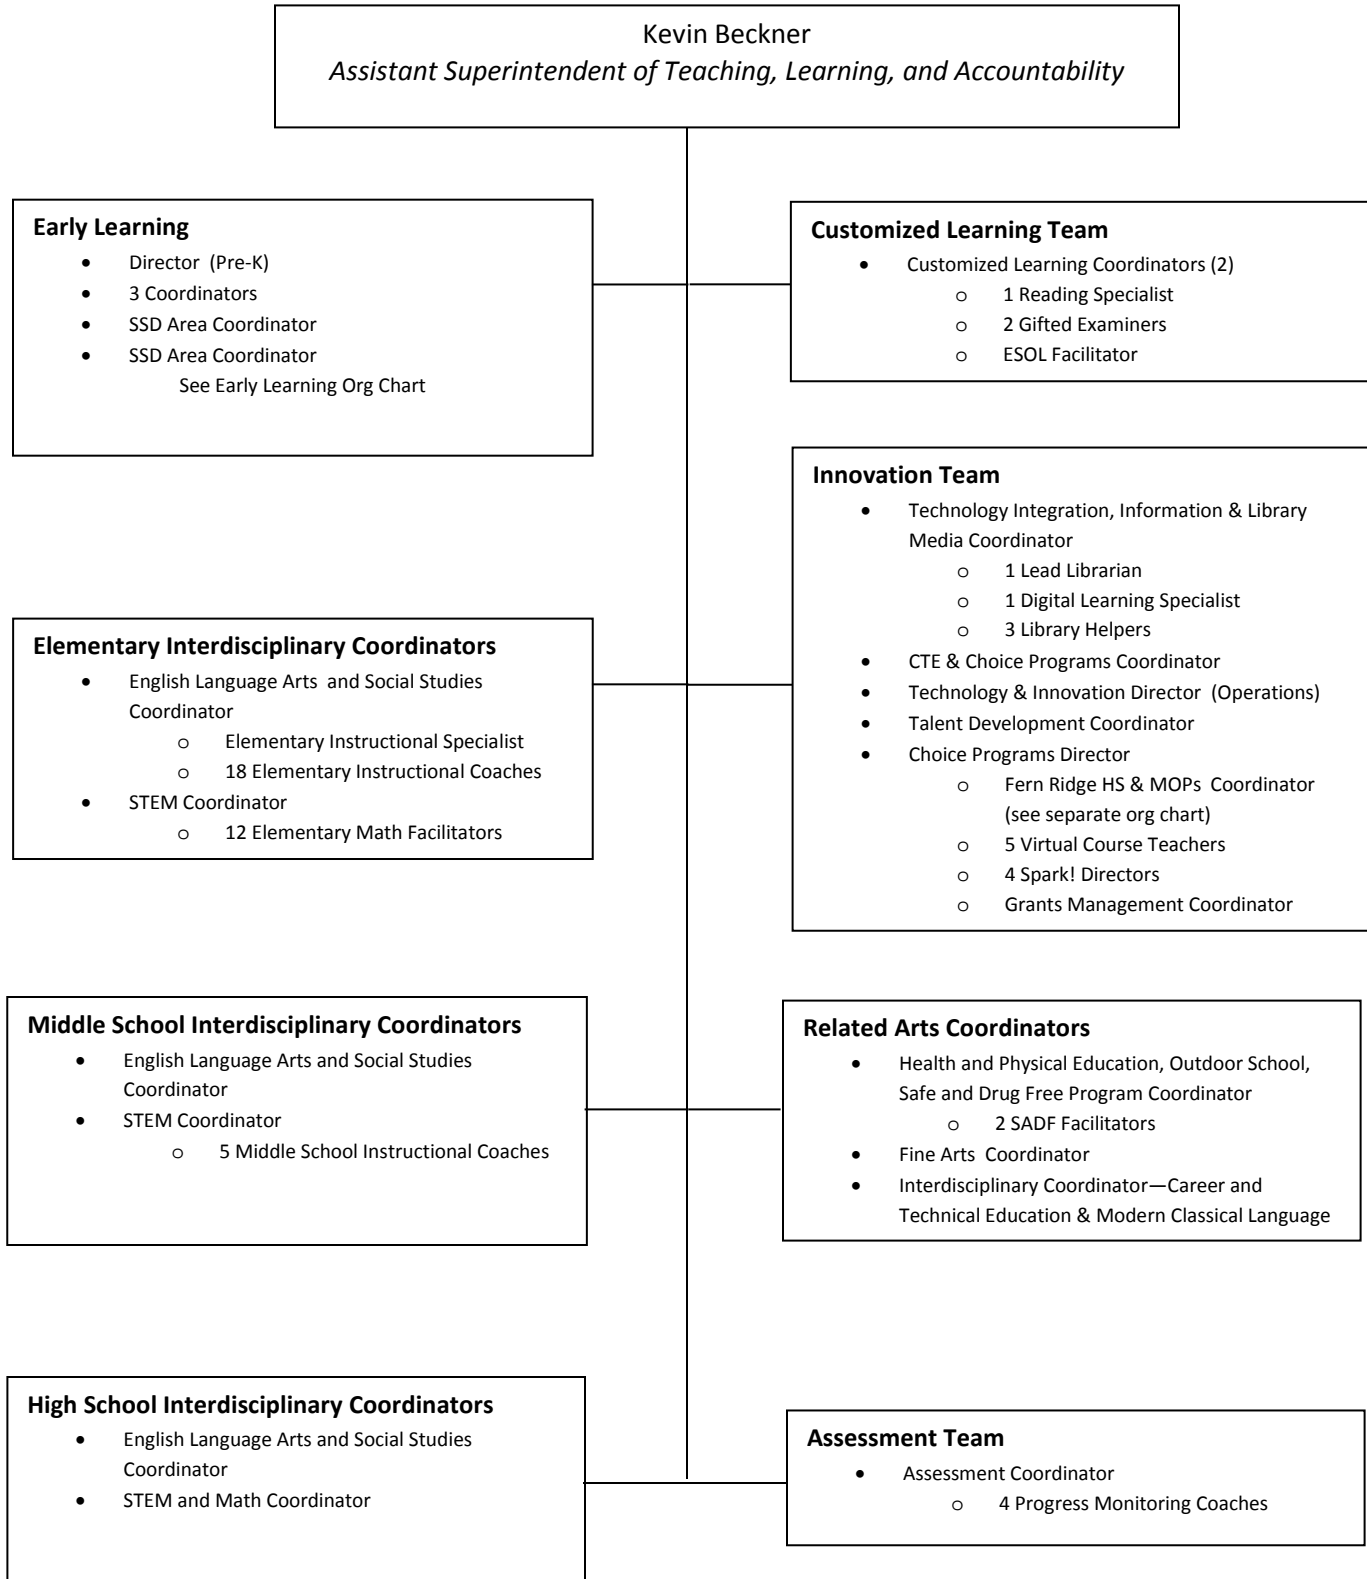 Kevin Beckner
Assistant Superintendent of Teaching, Learning, and Accountability
Early Learning
• Director (Pre-K)
• 3 Coordinators
• SSD Area Coordinator
• SSD Area Coordinator
See Early Learning Org Chart
Customized Learning Team
• Customized Learning Coordinators (2)
o 1 Reading Specialist
o 2 Gifted Examiners
o ESOL Facilitator
Innovation Team
• Technology Integration, Information & Library
Media Coordinator
o 1 Lead Librarian
o 1 Digital Learning Specialist
o 3 Library Helpers
• CTE & Choice Programs Coordinator
• Technology & Innovation Director (Operations)
• Talent Development Coordinator
• Choice Programs Director
o Fern Ridge HS & MOPs Coordinator
(see separate org chart)
o 5 Virtual Course Teachers
o 4 Spark! Directors
o Grants Management Coordinator
Elementary Interdisciplinary Coordinators
• English Language Arts and Social Studies
Coordinator
o Elementary Instructional Specialist
o 18 Elementary Instructional Coaches
• STEM Coordinator
o 12 Elementary Math Facilitators
Middle School Interdisciplinary Coordinators
• English Language Arts and Social Studies
Coordinator
• STEM Coordinator
o 5 Middle School Instructional Coaches
Related Arts Coordinators
• Health and Physical Education, Outdoor School,
Safe and Drug Free Program Coordinator
o 2 SADF Facilitators
• Fine Arts Coordinator
• Interdisciplinary Coordinator—Career and
Technical Education & Modern Classical Language
High School Interdisciplinary Coordinators
• English Language Arts and Social Studies
Coordinator
• STEM and Math Coordinator
Assessment Team
• Assessment Coordinator
o 4 Progress Monitoring Coaches